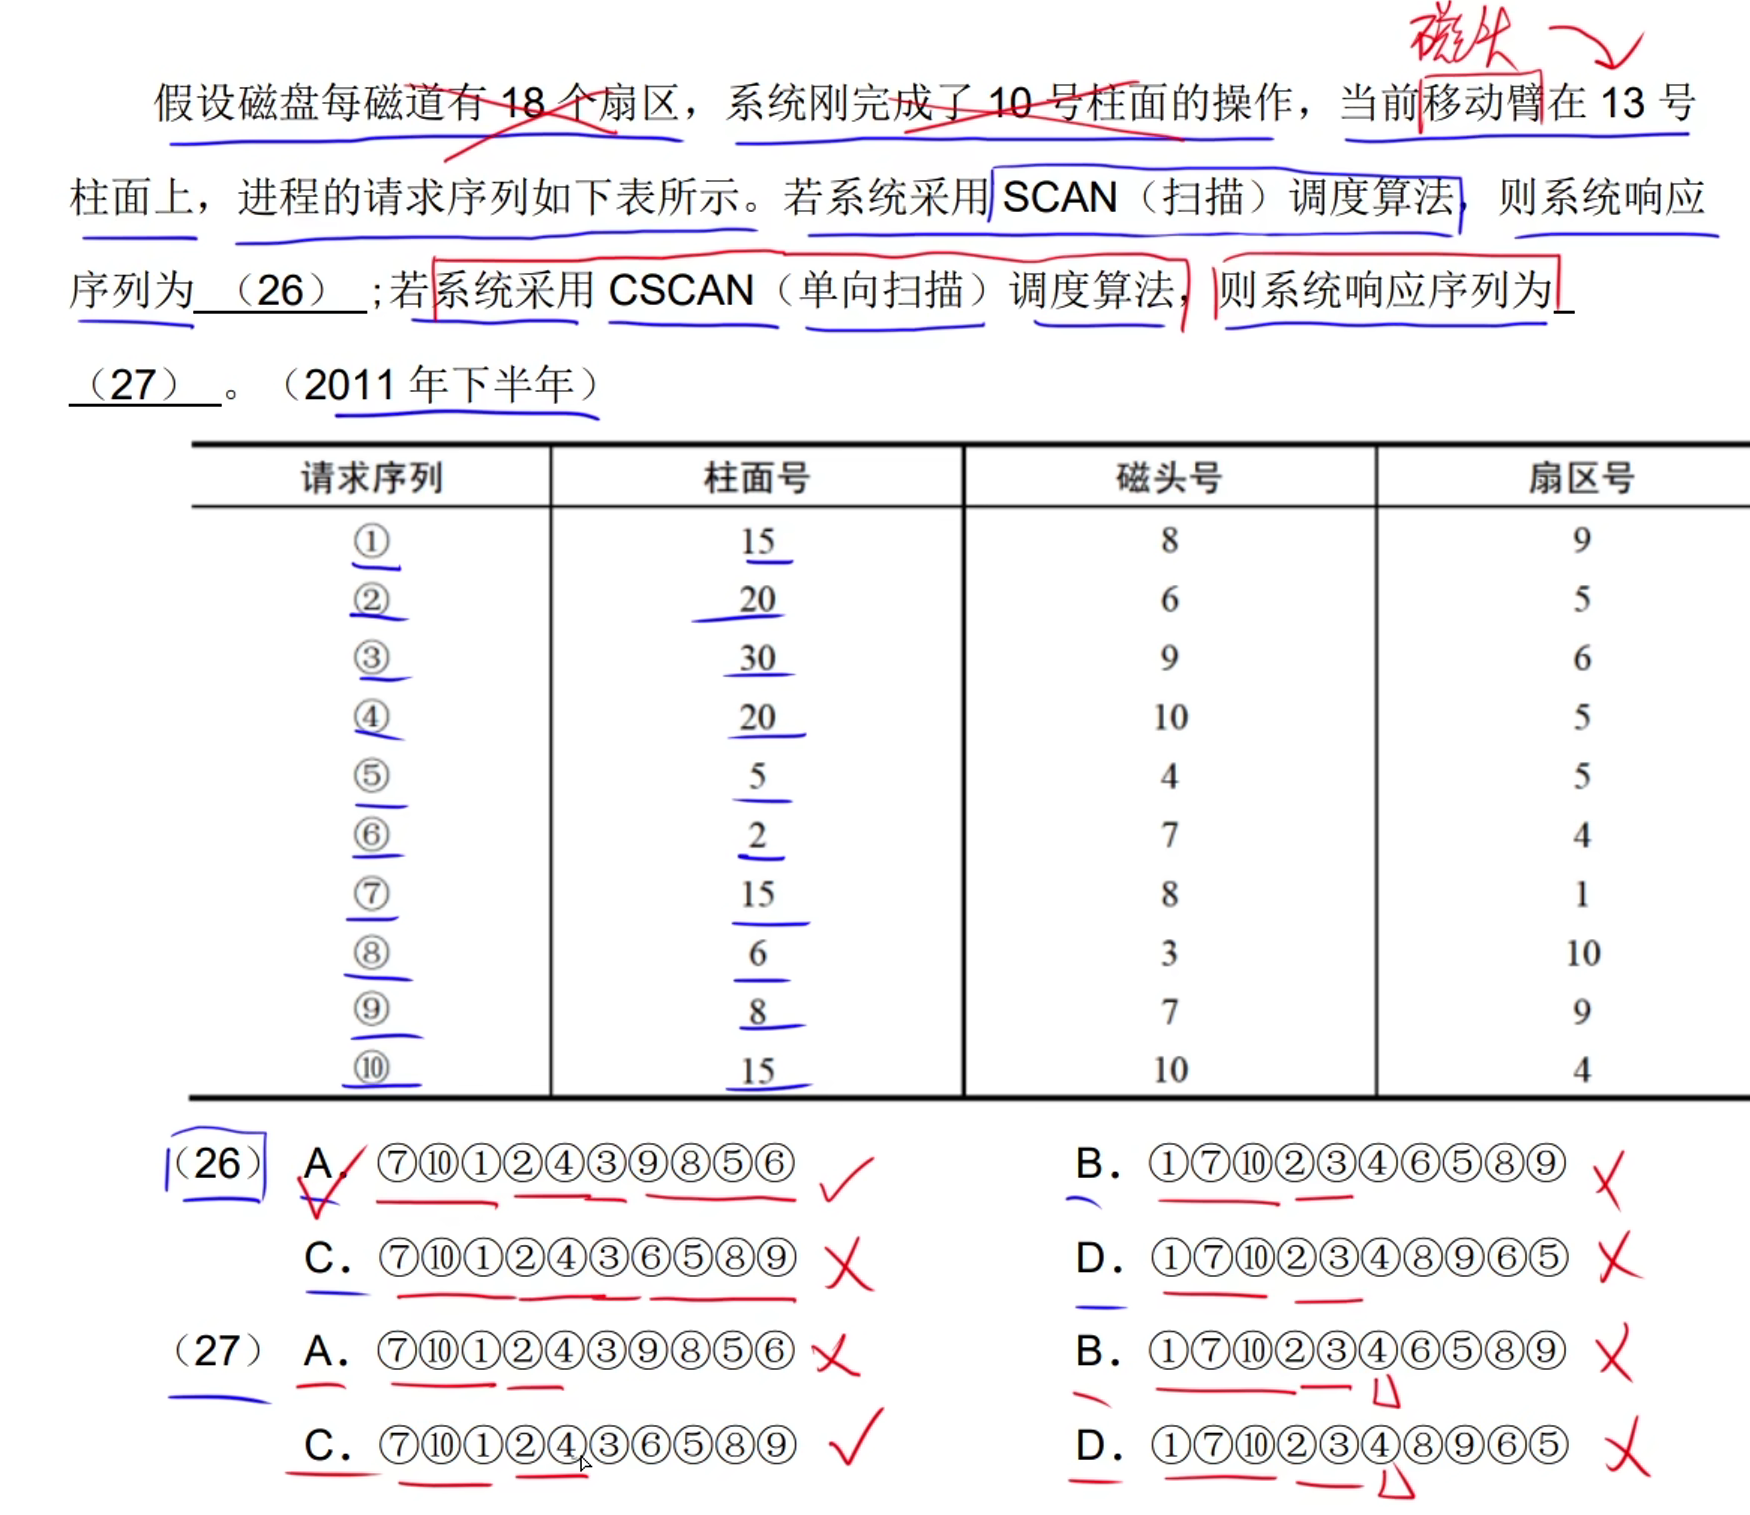 磁头
假设磁盘每磁道有 18 个扇区，系统刚完成了 10 号柱面的操作，当前移动臂在 13 号
柱面上，进程的请求序列如下表所示。若系统采用 SCAN（扫描）调度算法，则系统响应
序列为 （26） ;若系统采用 CSCAN（单向扫描）调度算法，则系统响应序列为
（27） 。（2011 年下半年）
请求序列 柱面号 磁头号 扇区号
① 15 8 9
② 20 6 5
③ 30 9 6
④ 20 10 5
⑤ 5 4 5
⑥ 2 7 4
⑦ 15 8 1
⑧ 6 3 10
⑨ 8 7 9
⑩ 15 10 4
（26） A. ⑦⑩①②④③⑨⑧⑤⑥ B. ①⑦⑩②③④⑥⑤⑧⑨
C. ⑦⑩①②④③⑥⑤⑧⑨ D. ①⑦⑩②③④⑧⑨⑥⑤
（27） A. ⑦⑩①②④③⑨⑧⑤⑥ B. ①⑦⑩②③④⑥⑤⑧⑨
C. ⑦⑩①②④③⑥⑤⑧⑨ D. ①⑦⑩②③④⑧⑨⑥⑤